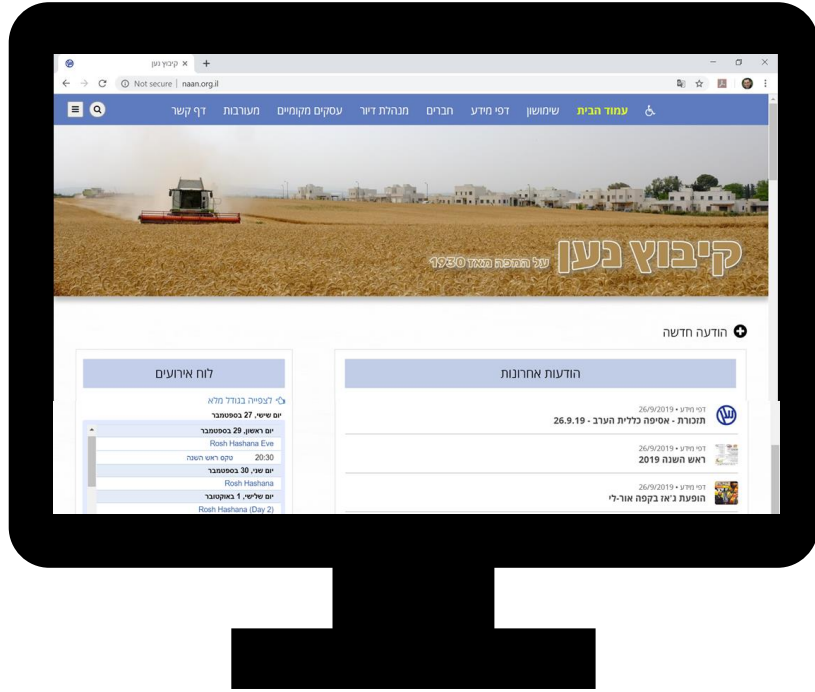 קיבוץ נען
Not secure | naan.org.il
עמוד הבית שימושון דפי מידע חברים מנהלת דיור עסקים מקומיים מעורבות דף קשר
קיבוץ נען על המפה מאז 1930
הודעה חדשה
הודעות אחרונות
דפי מידע • 26/9/2019
תזכורת - אסיפה כללית הערב - 26.9.19
דפי מידע • 26/9/2019
ראש השנה 2019
דפי מידע • 26/9/2019
הופעת ג'אז בקפה אור-לי
לוח אירועים
לצפייה בגודל מלא
יום שישי, 27 בספטמבר
יום ראשון, 29 בספטמבר
Rosh Hashana Eve
20:30 טקס ראש השנה
יום שני, 30 בספטמבר
Rosh Hashana
יום שלישי, 1 באוקטובר
Rosh Hashana (Day 2)